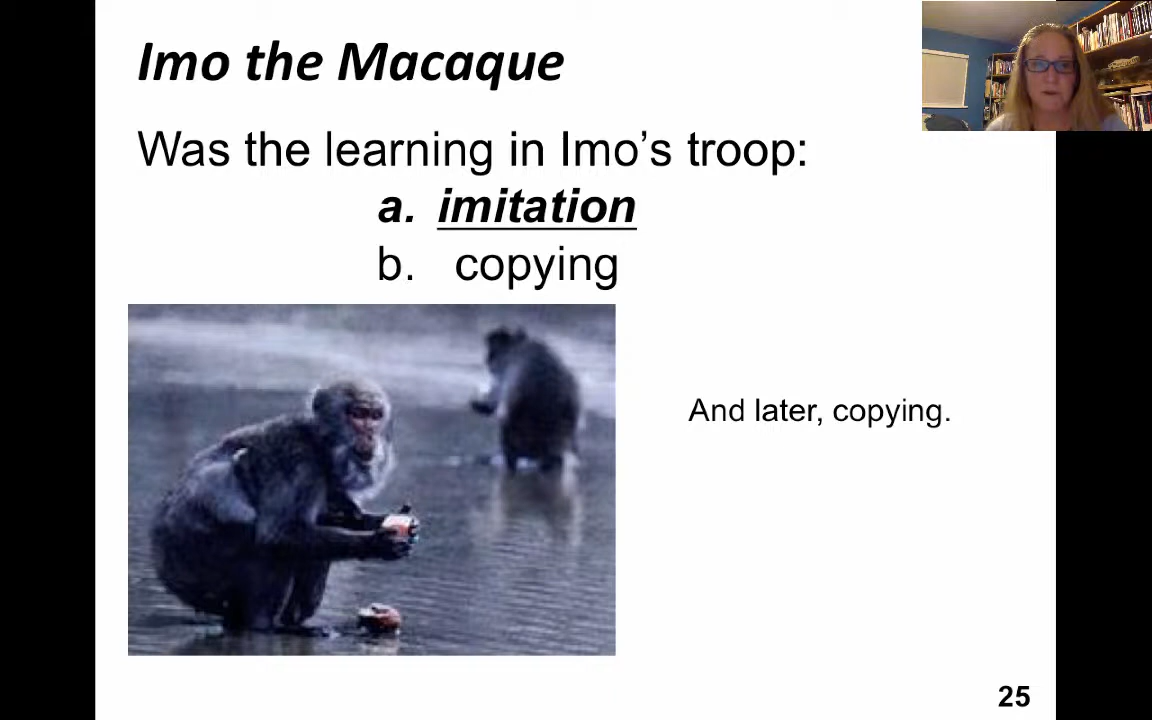 Imo the Macaque
Was the learning in Imo’s troop:
a. imitation
b. copying
And later, copying.
25